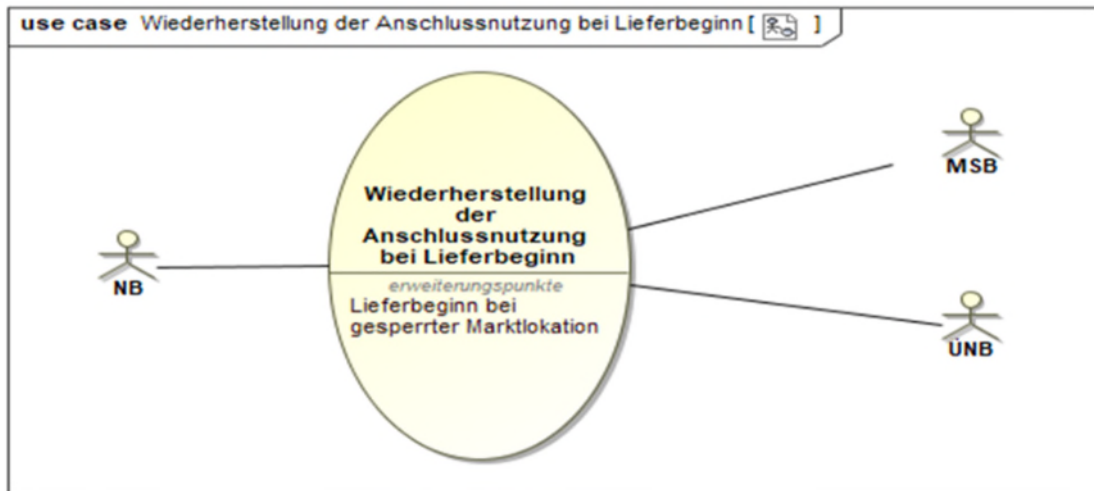 use case Wiederherstellung der Anschlussnutzung bei Lieferbeginn [ ]
MSB
Wiederherstellung
der
Anschlussnutzung
bei Lieferbeginn
NB
erweiterungspunkte
Lieferbeginn bei
gesperrter Marktlokation
ÜNB